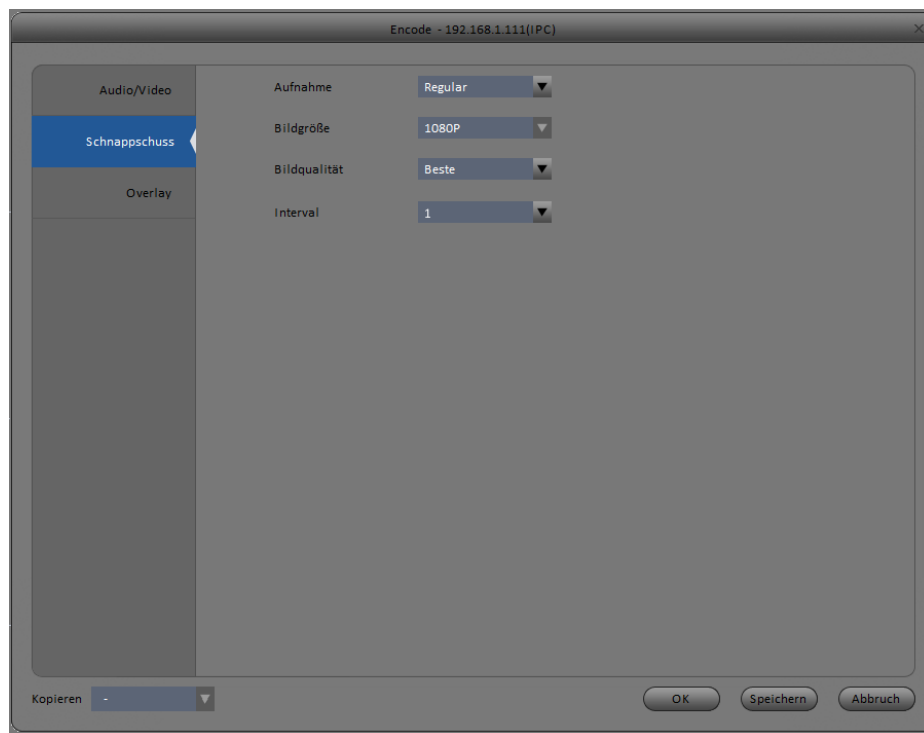 Encode - 192.168.1.111(IPC)
Audio/Video
Schnappschuss
Overlay
Aufnahme Regular
Bildgröße 1080P
Bildqualität Beste
Interval 1
Kopieren -
OK Speichern Abbruch